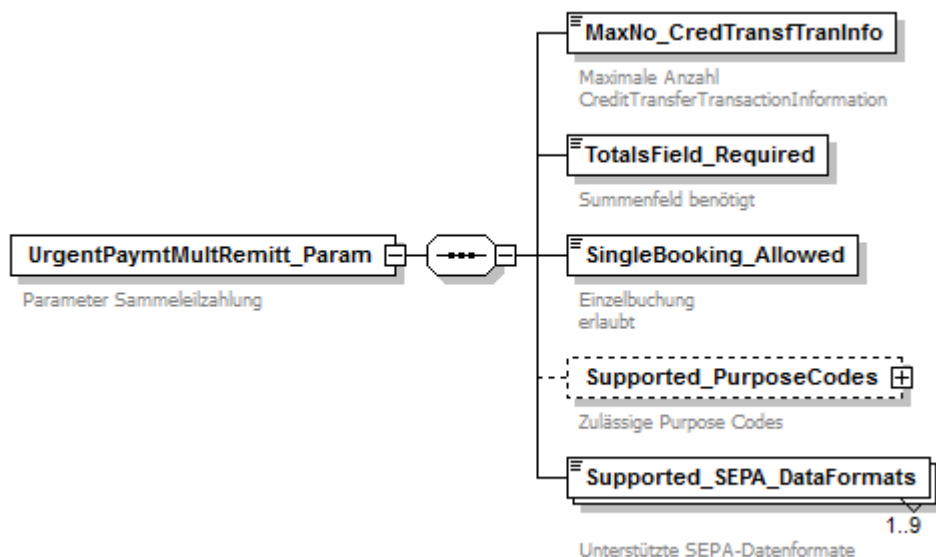 MaxNo_CredTransfTranInfo
Maximale Anzahl
CreditTransferTransactionInformation
TotalsField_Required
Summenfeld benötigt
UrgentPaymtMultRemitt_Param
Parameter Sammeleilzahlung
SingleBooking_Allowed
Einzelbuchung
erlaubt
Supported_PurposeCodes
Zulässige Purpose Codes
Supported_SEPA_DataFormats
1..9
Unterstützte SEPA-Datenformate